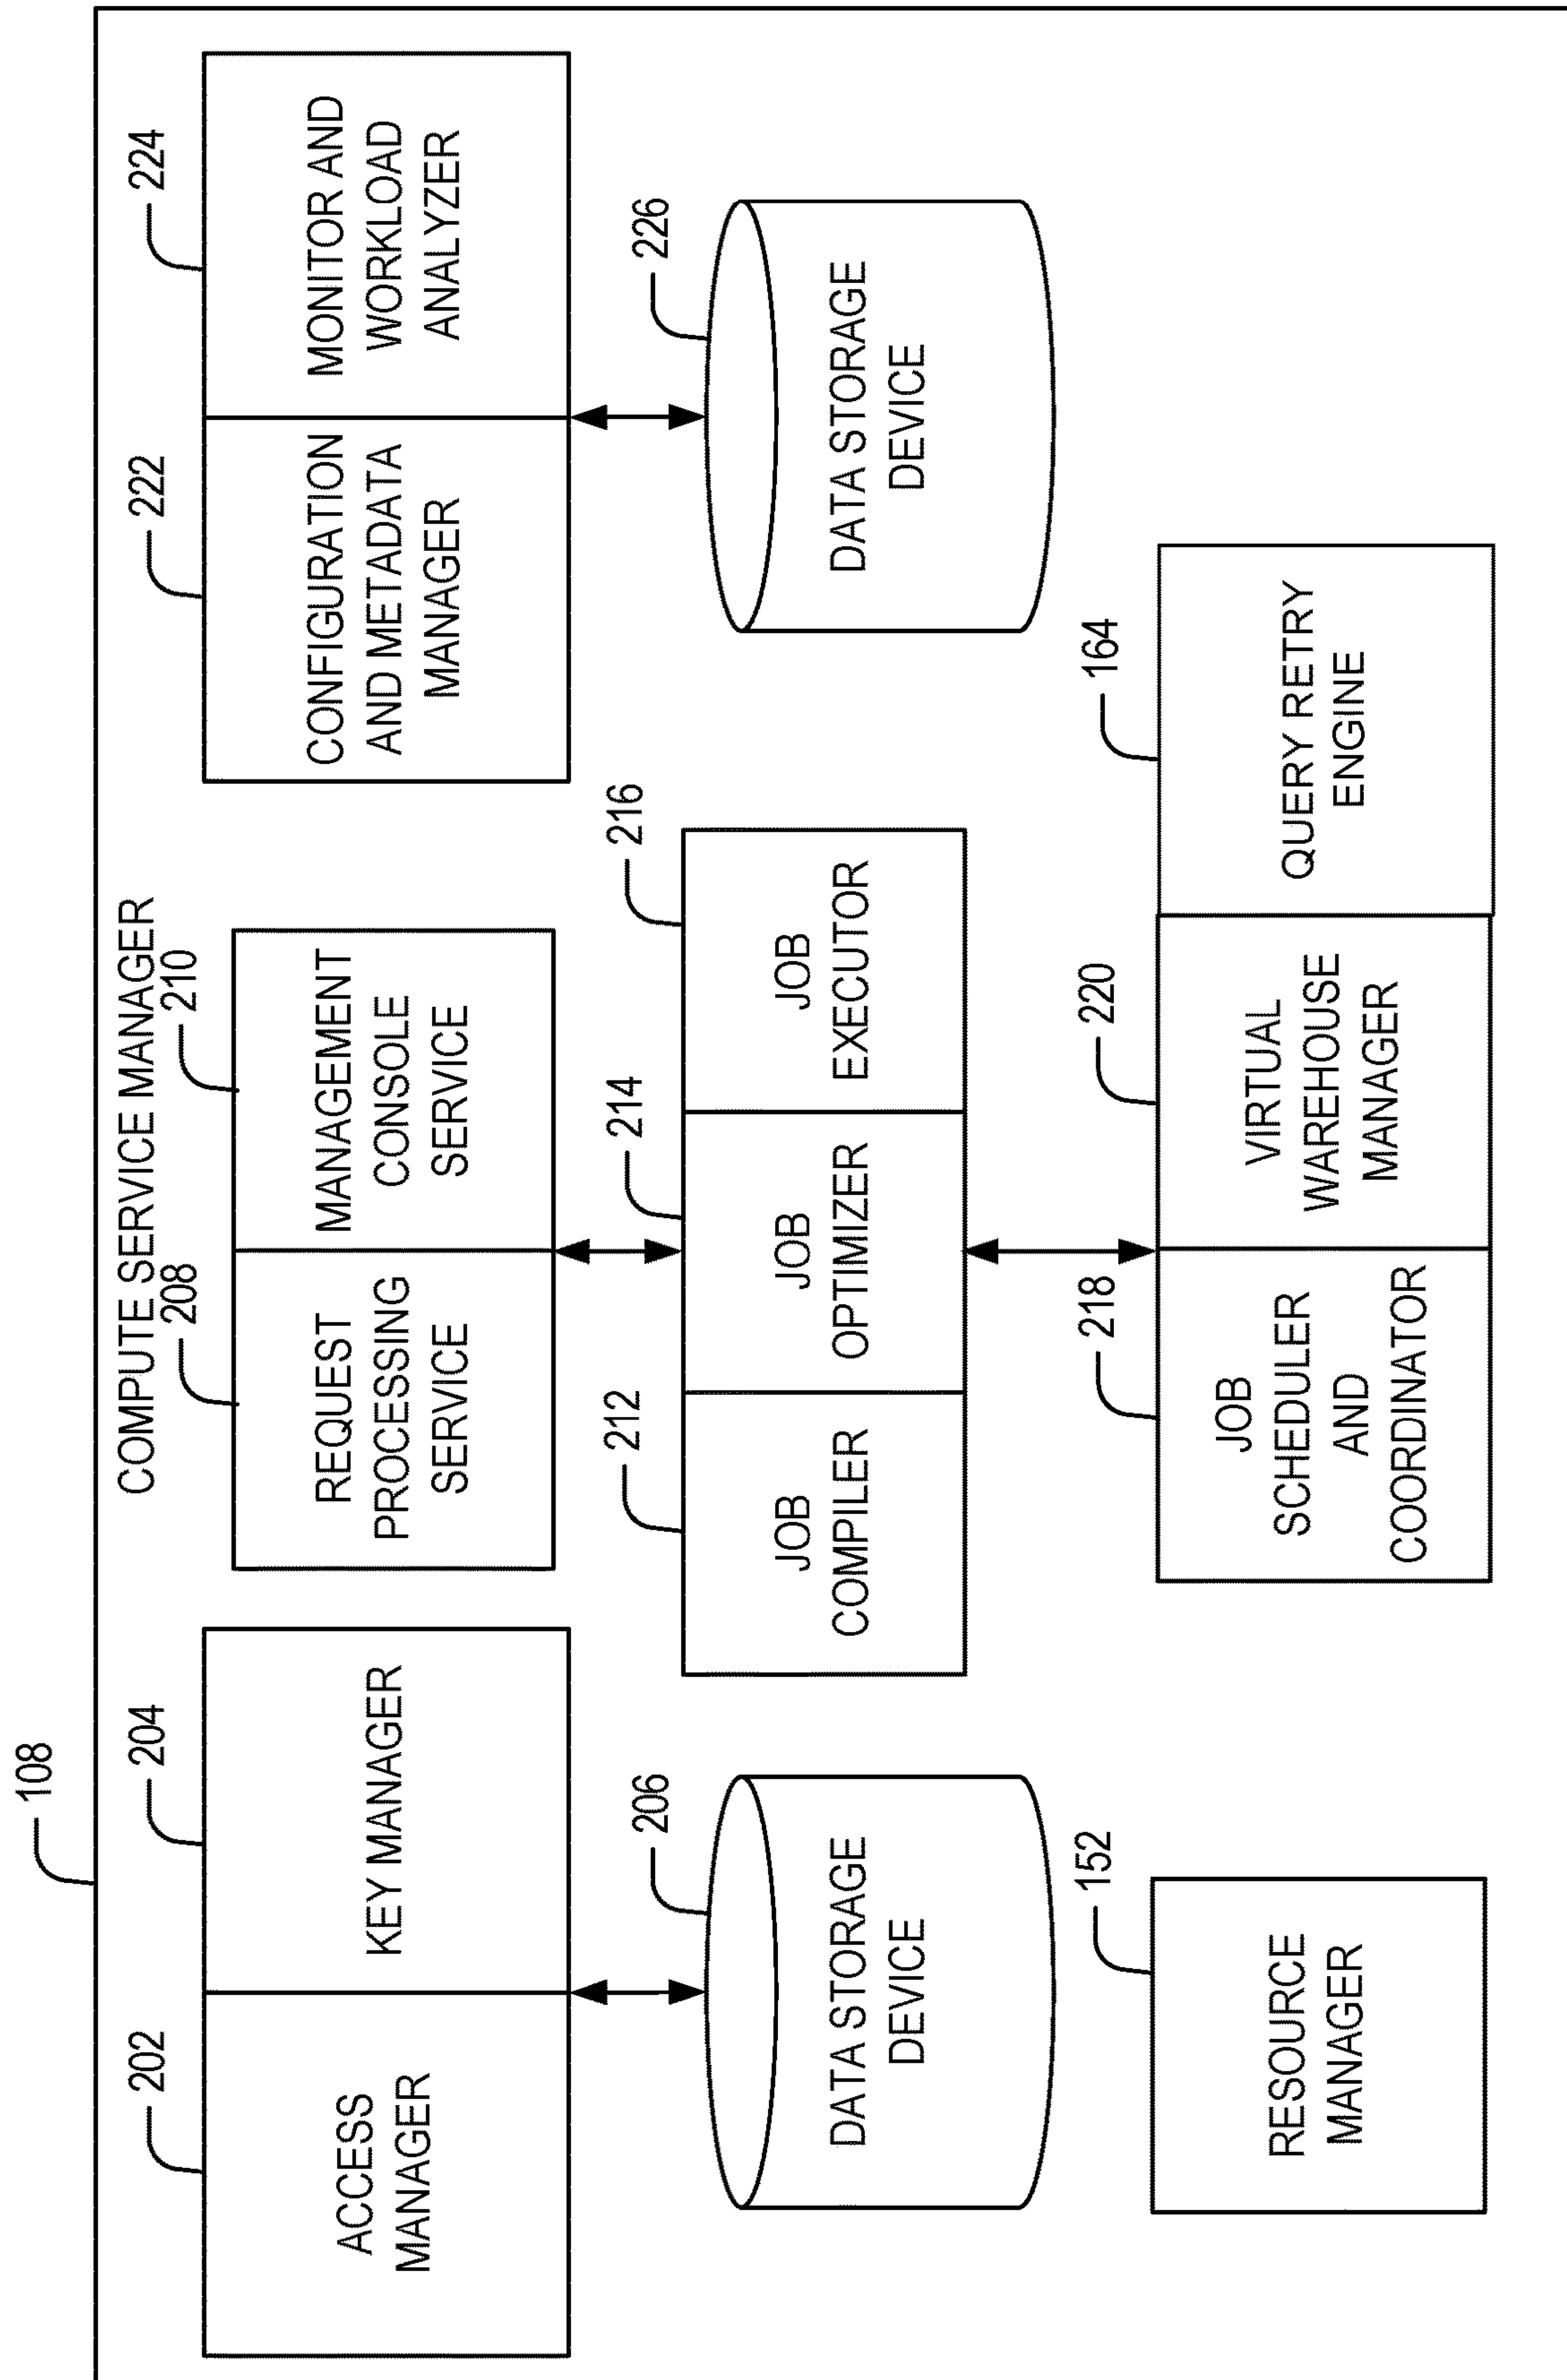 108
COMPUTE SERVICE MANAGER
202
ACCESS
MANAGER
204
KEY MANAGER
206
DATA STORAGE
DEVICE
152
RESOURCE
MANAGER
208
REQUEST
PROCESSING
SERVICE
210
MANAGEMENT
CONSOLE
SERVICE
212
JOB
COMPILER
214
JOB
OPTIMIZER
216
JOB
EXECUTOR
218
JOB
SCHEDULER
AND
COORDINATOR
220
VIRTUAL
WAREHOUSE
MANAGER
164
QUERY RETRY
ENGINE
222
CONFIGURATION
AND METADATA
MANAGER
224
MONITOR AND
WORKLOAD
ANALYZER
226
DATA STORAGE
DEVICE